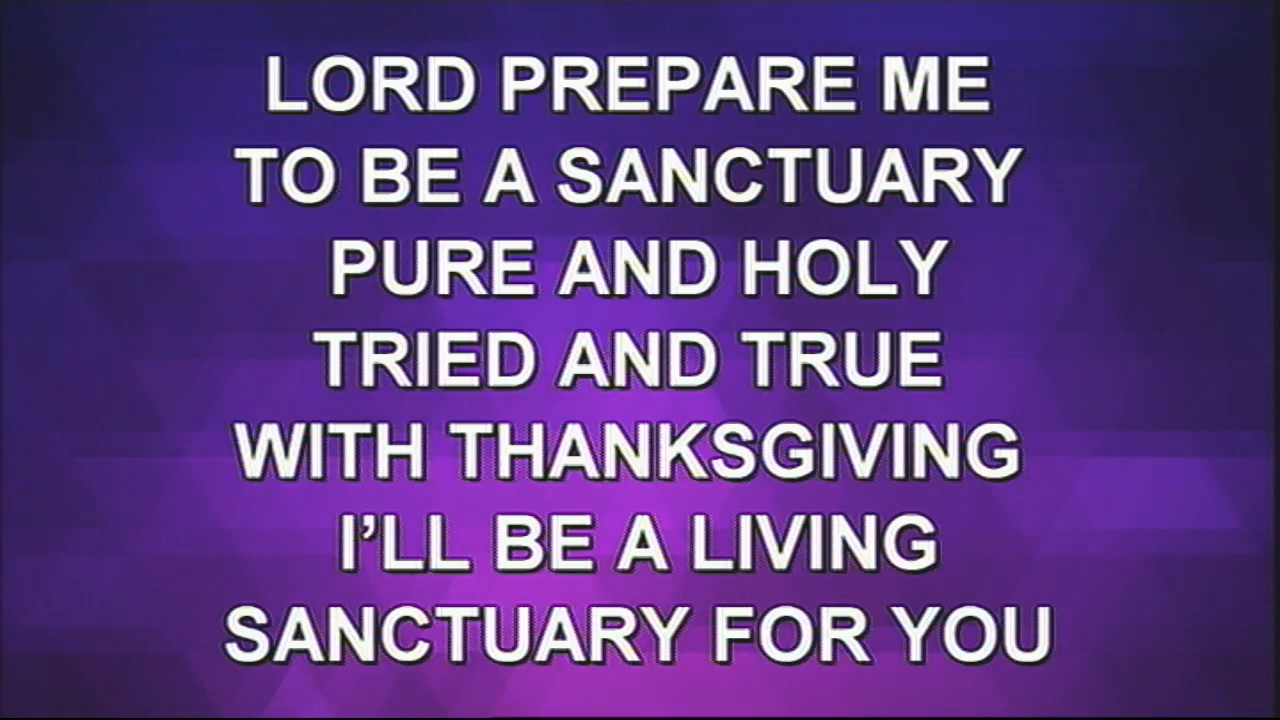 LORD PREPARE ME
TO BE A SANCTUARY
PURE AND HOLY
TRIED AND TRUE
WITH THANKSGIVING
I’LL BE A LIVING
SANCTUARY FOR YOU